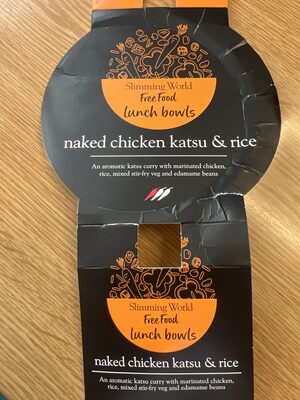 Slimming World
Free Food
lunch bowls
naked chicken katsu & rice
An aromatic katsu curry with marinated chicken,
rice, mixed stir-fry veg and edamame beans
Slimming World
Free Food
lunch bowls
naked chicken katsu & rice
An aromatic katsu curry with marinated chicken,
rice, mixed stir-fry veg and edamame beans